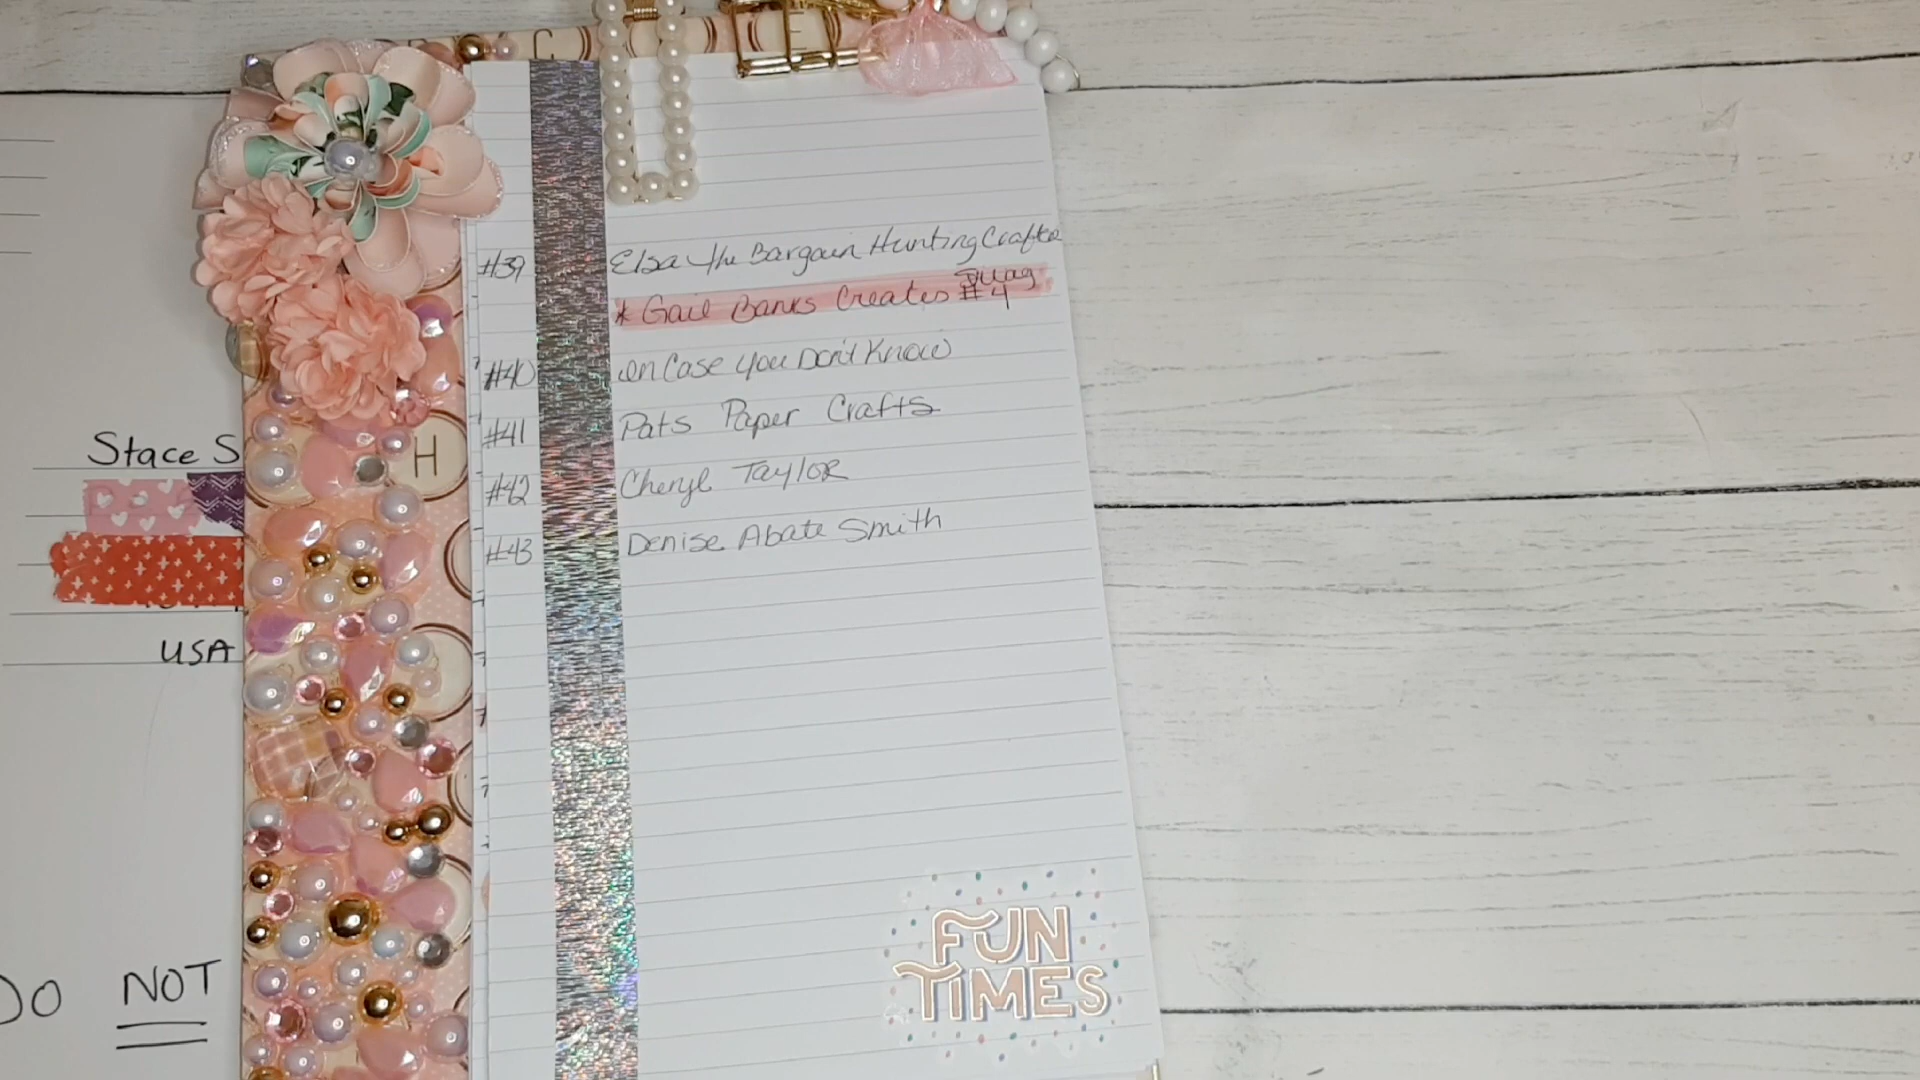 C E
#39 Elsa the Bargain Hunting Crafter
* Gail Banks Creates Swag #4
#40 In Case You Don't Know
#41 Pats Paper Crafts
#42 Cheryl Taylor
#43 Denise Abate Smith
FUN
TIMES
H
Stace S
USA
DO NOT